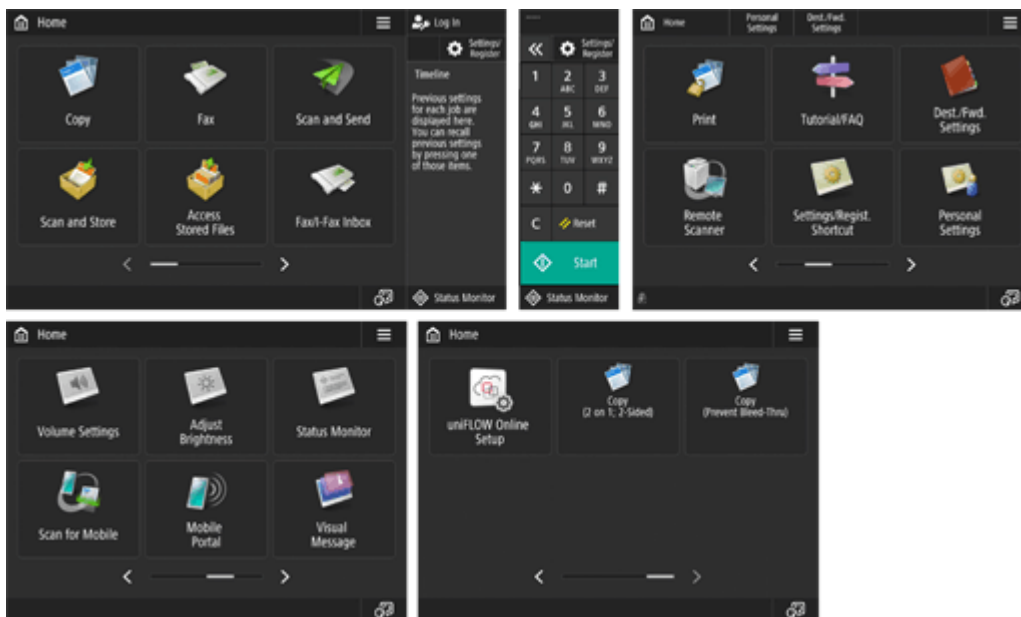 Home
Copy
Fax
Scan and Send
Scan and Store
Access
Stored Files
Fax/I-Fax Inbox
Log In
Settings/
Register
Timeline
Previous settings
for each job are
displayed here.
You can recall
previous settings
by pressing one
of those items.
Status Monitor
Settings/
Register
1 2 3
ABC DEF
4 5 6
GHI JKL MNO
7 8 9
PQRS TUV WXYZ
* 0 #
C Reset
Start
Status Monitor
Home
Personal
Settings
Dest./Fwd.
Settings
Print
Tutorial/FAQ
Dest./Fwd.
Settings
Remote
Scanner
Settings/Regist.
Shortcut
Personal
Settings
Home
Volume Settings
Adjust
Brightness
Status Monitor
Scan for Mobile
Mobile
Portal
Visual
Message
Home
uniFLOW Online
Setup
Copy
(2 on 1; 2-Sided)
Copy
(Prevent Bleed-Thru)